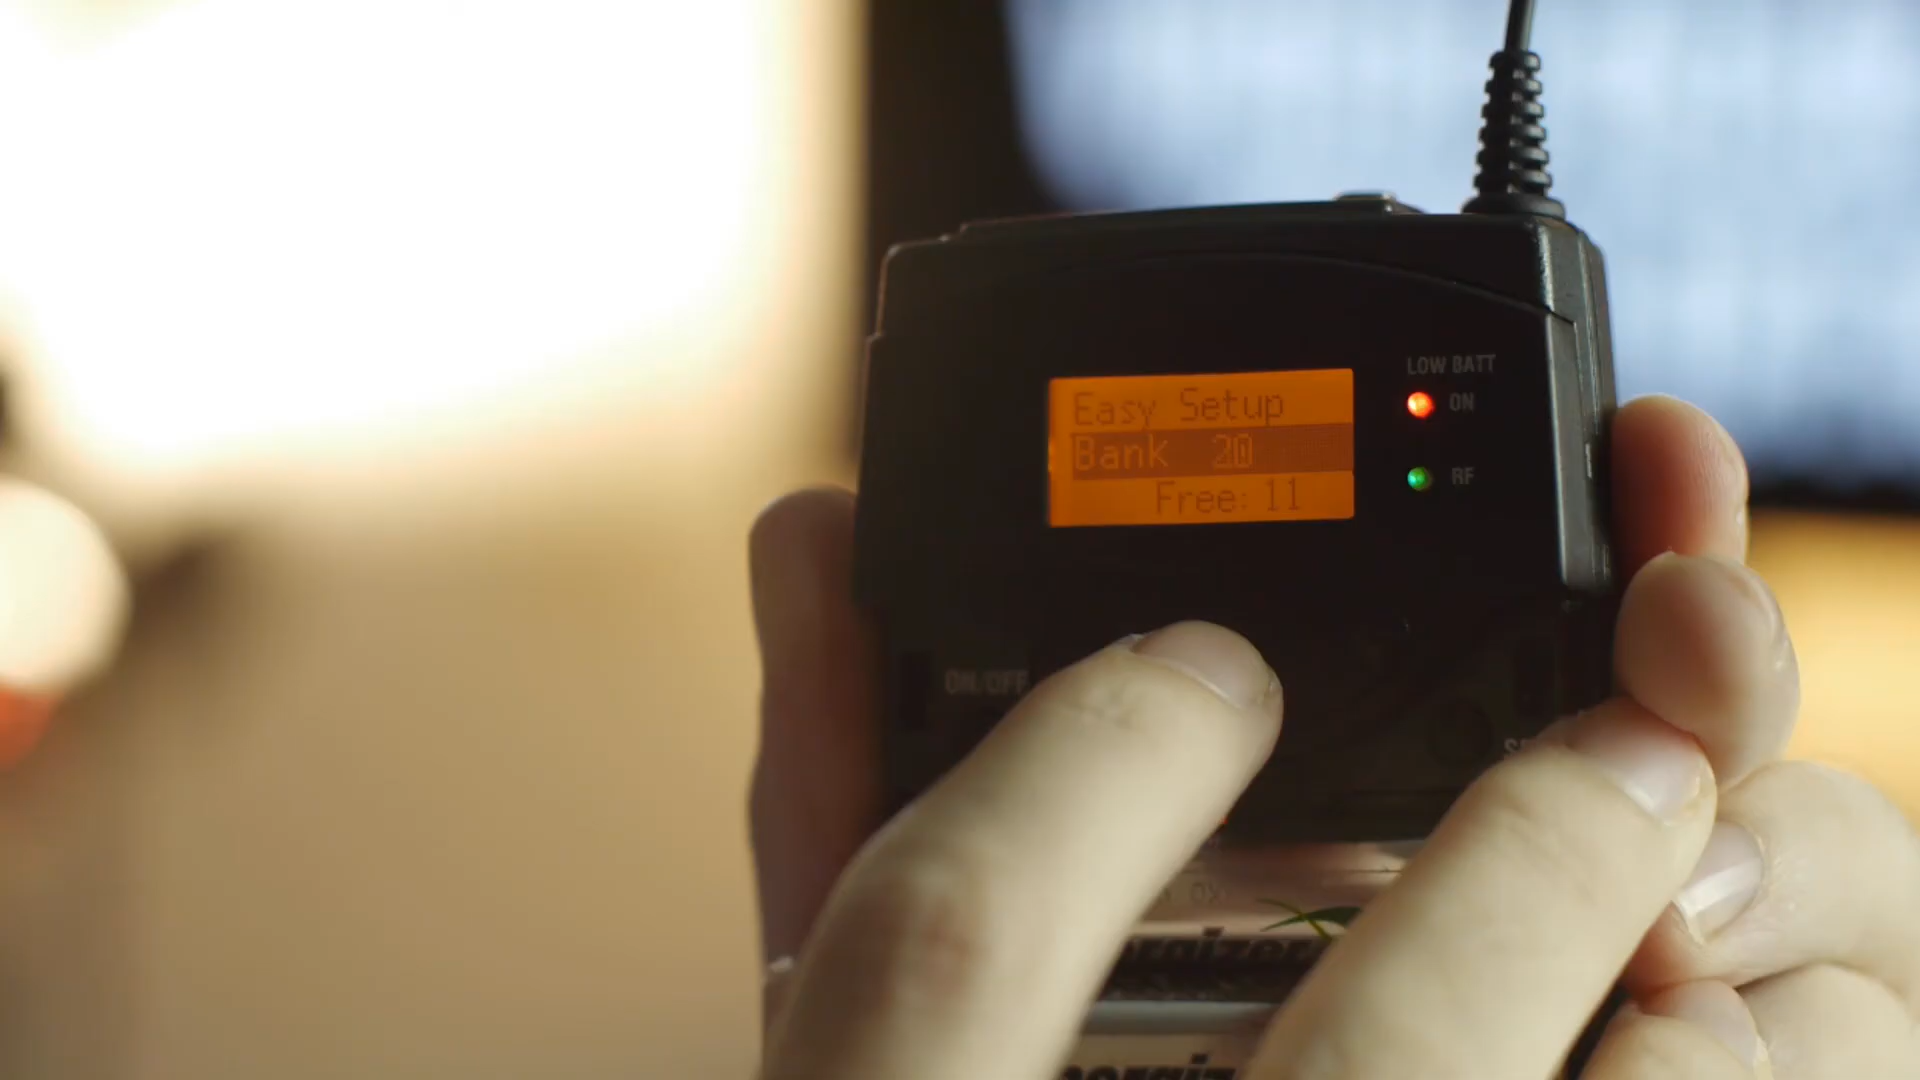 LOW BATT
ON
Easy Setup
Bank 20
Free: 11
RF
ON/OFF